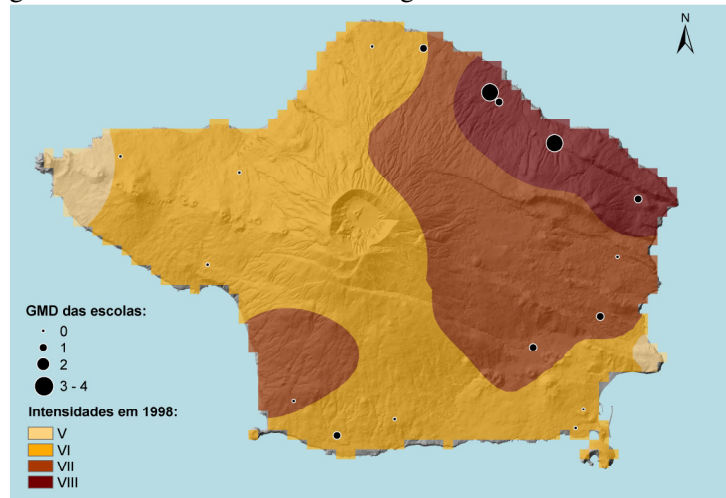 N
GMD das escolas:
0
1
2
3 - 4
Intensidades em 1998:
V
VI
VII
VIII